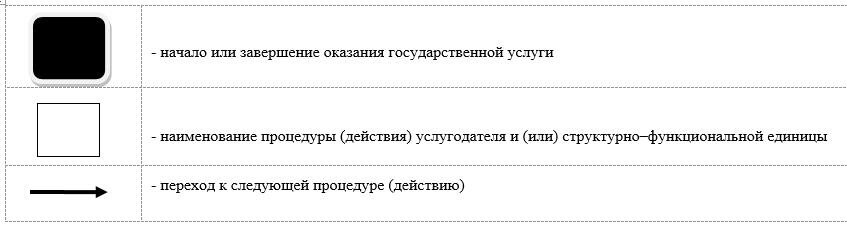 - начало или завершение оказания государственной услуги
- наименование процедуры (действия) услугодателя и (или) структурно–функциональной единицы
- переход к следующей процедуре (действию)